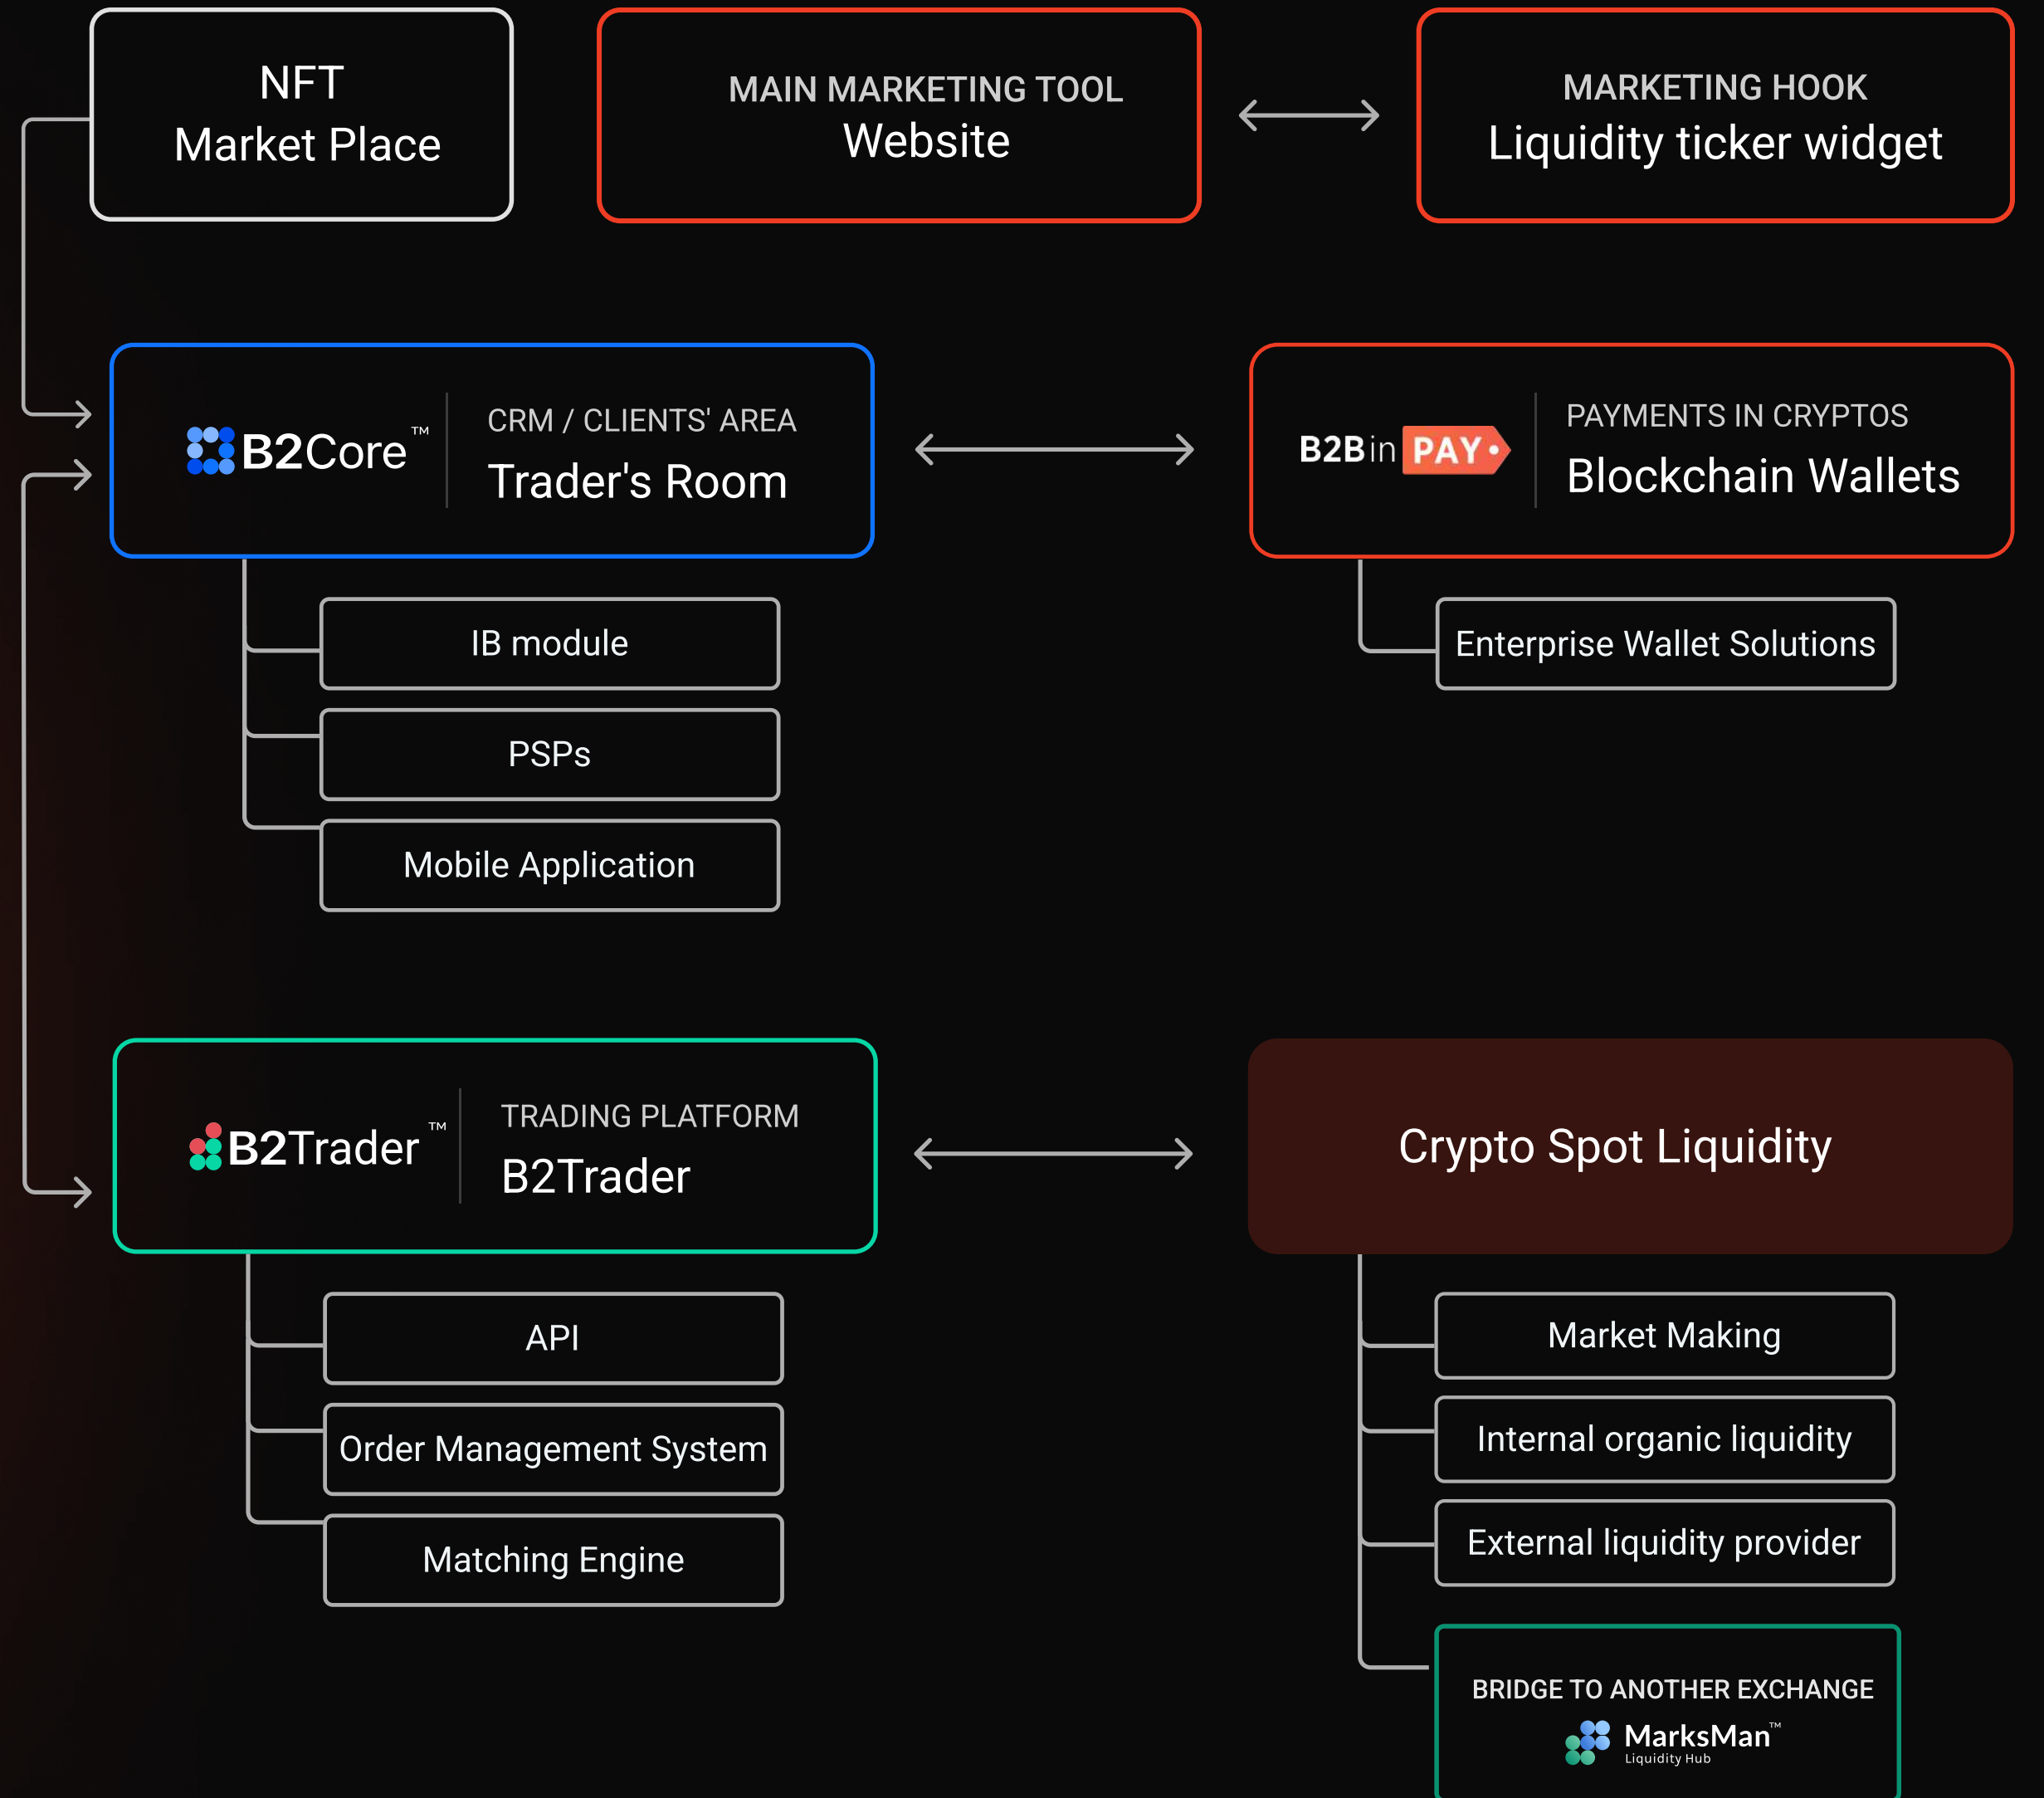 NFT
Market Place
MAIN MARKETING TOOL
Website
MARKETING HOOK
Liquidity ticker widget
B2Core™
CRM / CLIENTS' AREA
Trader's Room
B2BinPAY
PAYMENTS IN CRYPTOS
Blockchain Wallets
IB module
PSPs
Mobile Application
Enterprise Wallet Solutions
B2Trader™
TRADING PLATFORM
B2Trader
Crypto Spot Liquidity
API
Order Management System
Matching Engine
Market Making
Internal organic liquidity
External liquidity provider
BRIDGE TO ANOTHER EXCHANGE
MarksMan™
Liquidity Hub